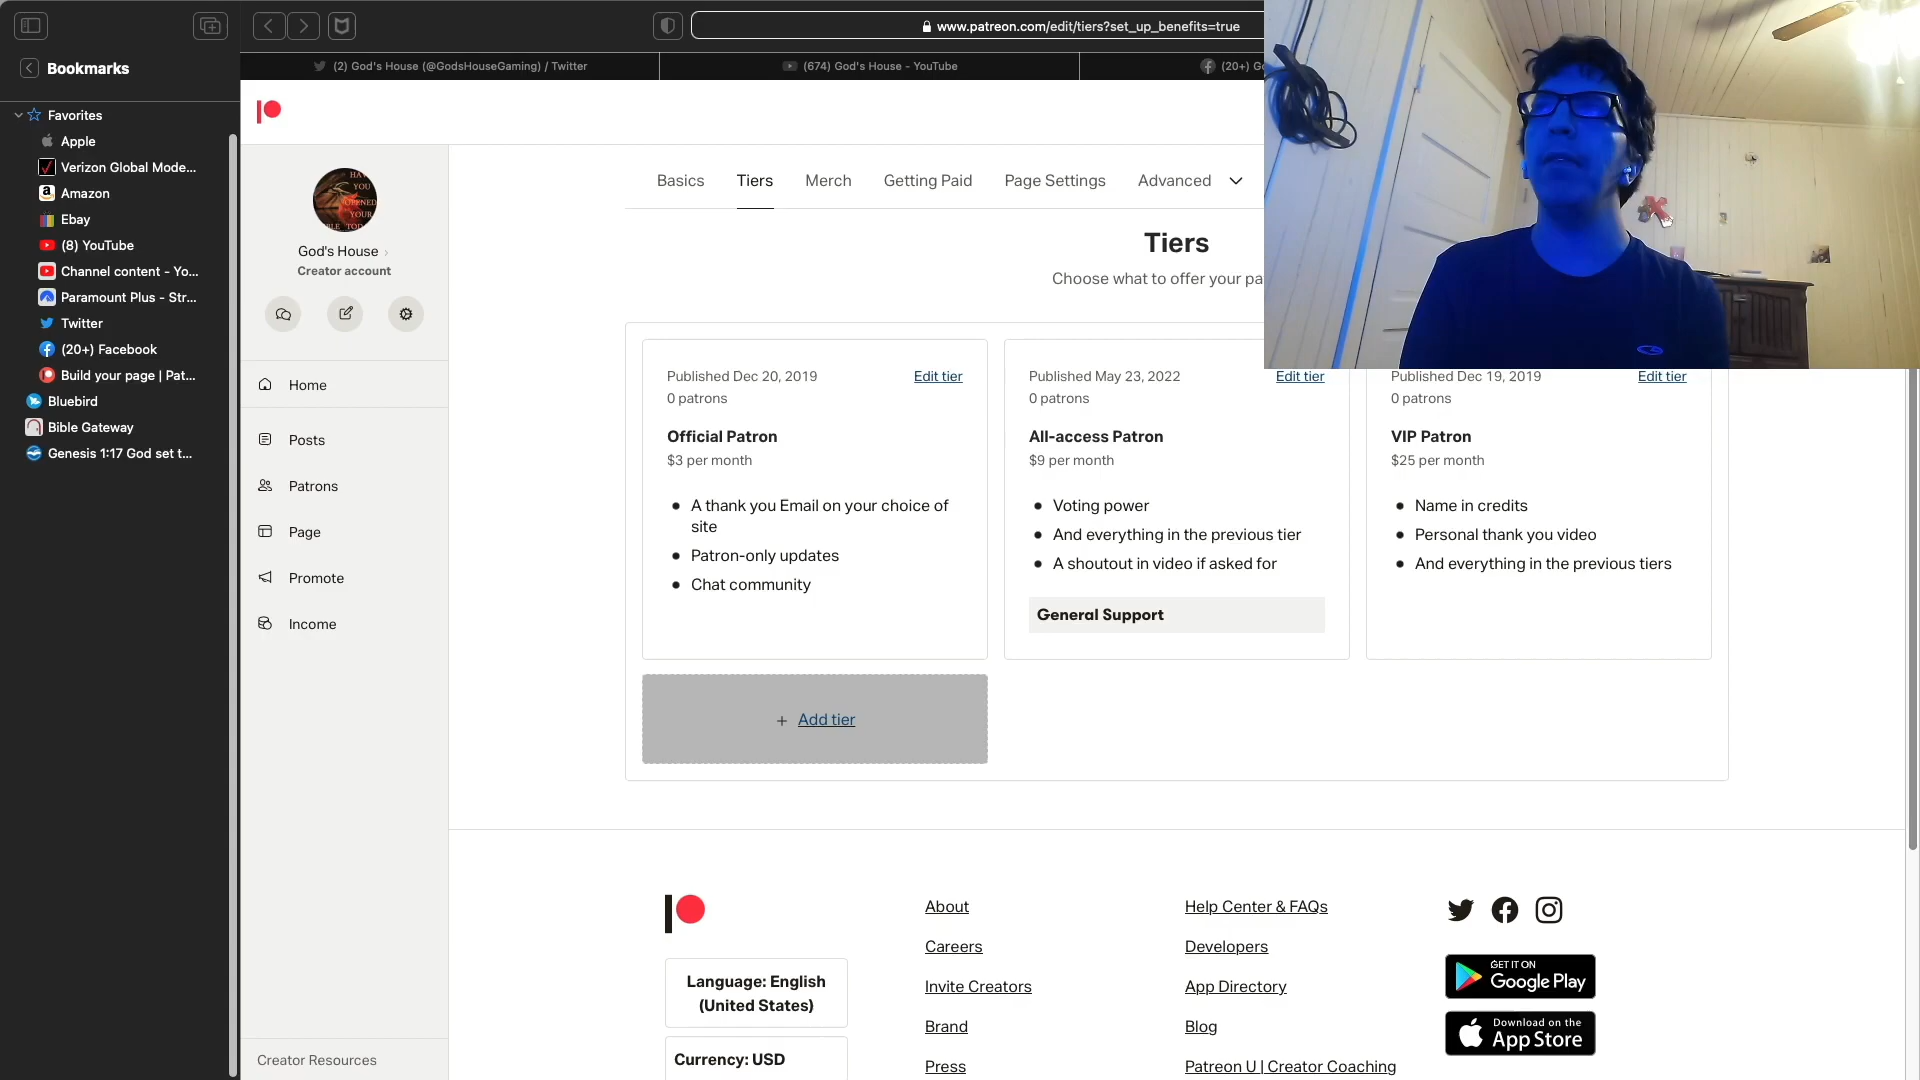 Bookmarks
Favorites
Apple
Verizon Global Mode...
Amazon
Ebay
(8) YouTube
Channel content - Yo...
Paramount Plus - Str...
Twitter
(20+) Facebook
Build your page | Pat...
Bluebird
Bible Gateway
Genesis 1:17 God set t...
www.patreon.com/edit/tiers?set_up_benefits=true
(2) God's House (@GodsHouseGaming) / Twitter
(674) God's House - YouTube
(20+) Go
HAV
YOU
OPENED
YOUR
BLE TOD
God's House
Creator account
Home
Posts
Patrons
Page
Promote
Income
Creator Resources
Basics
Tiers
Merch
Getting Paid
Page Settings
Advanced
Tiers
Choose what to offer your pa
Published Dec 20, 2019
Edit tier
0 patrons
Official Patron
$3 per month
A thank you Email on your choice of
site
Patron-only updates
Chat community
Published May 23, 2022
Edit tier
0 patrons
All-access Patron
$9 per month
Voting power
And everything in the previous tier
A shoutout in video if asked for
General Support
Published Dec 19, 2019
Edit tier
0 patrons
VIP Patron
$25 per month
Name in credits
Personal thank you video
And everything in the previous tiers
+ Add tier
Language: English
(United States)
Currency: USD
About
Careers
Invite Creators
Brand
Press
Help Center & FAQs
Developers
App Directory
Blog
Patreon U | Creator Coaching
GET IT ON
Google Play
Download on the
App Store